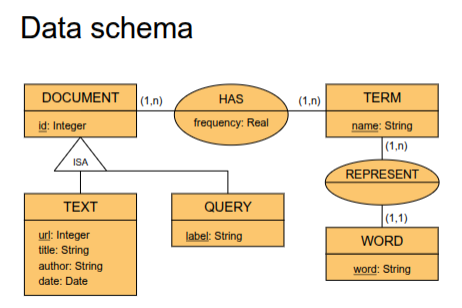 Data schema
DOCUMENT
id: Integer
(1,n)
HAS
frequency: Real
(1,n)
TERM
name: String
(1,n)
REPRESENT
(1,1)
WORD
word: String
ISA
TEXT
url: Integer
title: String
author: String
date: Date
QUERY
label: String